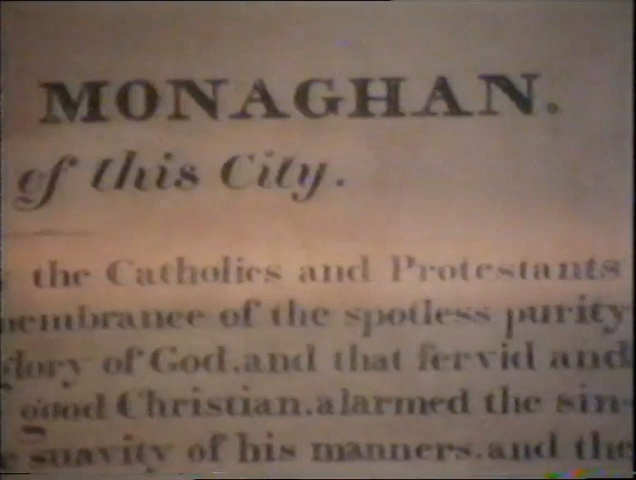 MONAGHAN.
of this City.
the Catholics and Protestants
membrance of the spotless purity
glory of God, and that fervid and
good Christian, alarmed the sin-
suavity of his manners, and the